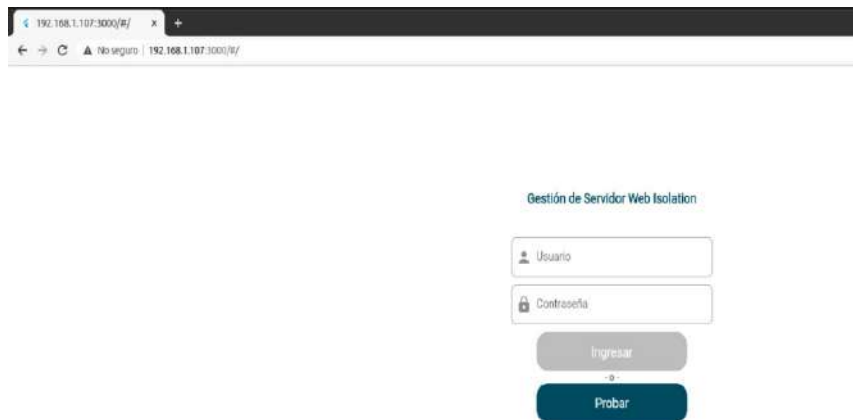 192.168.1.107:3000/#/ x +
No seguro | 192.168.1.107:3000/#/
Gestión de Servidor Web Isolation
Usuario
Contraseña
Ingresar
- o -
Probar